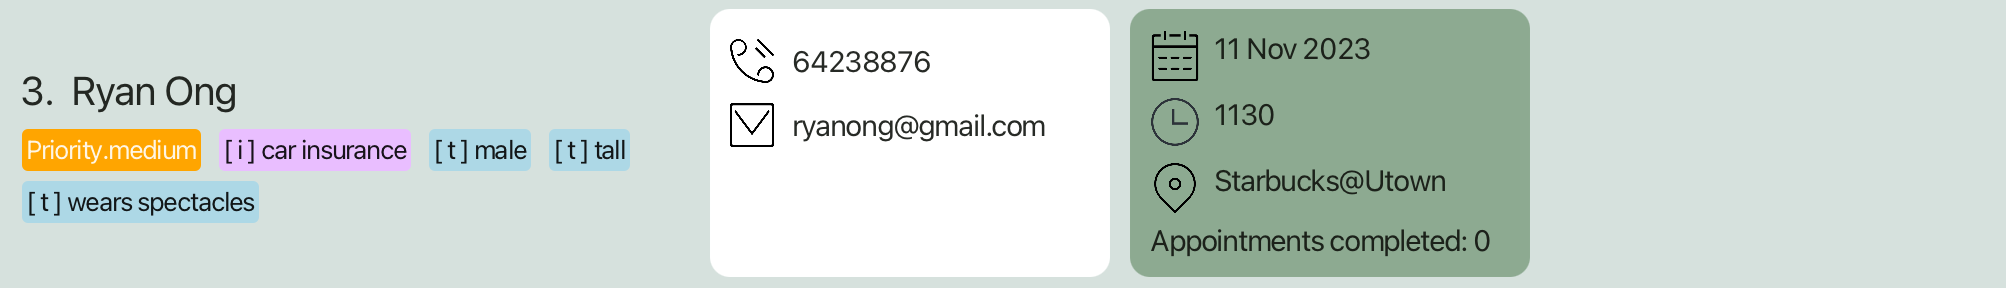 3. Ryan Ong
Priority.medium [ i ] car insurance [ t ] male [ t ] tall
[ t ] wears spectacles
64238876
ryanong@gmail.com
11 Nov 2023
1130
Starbucks@Utown
Appointments completed: 0